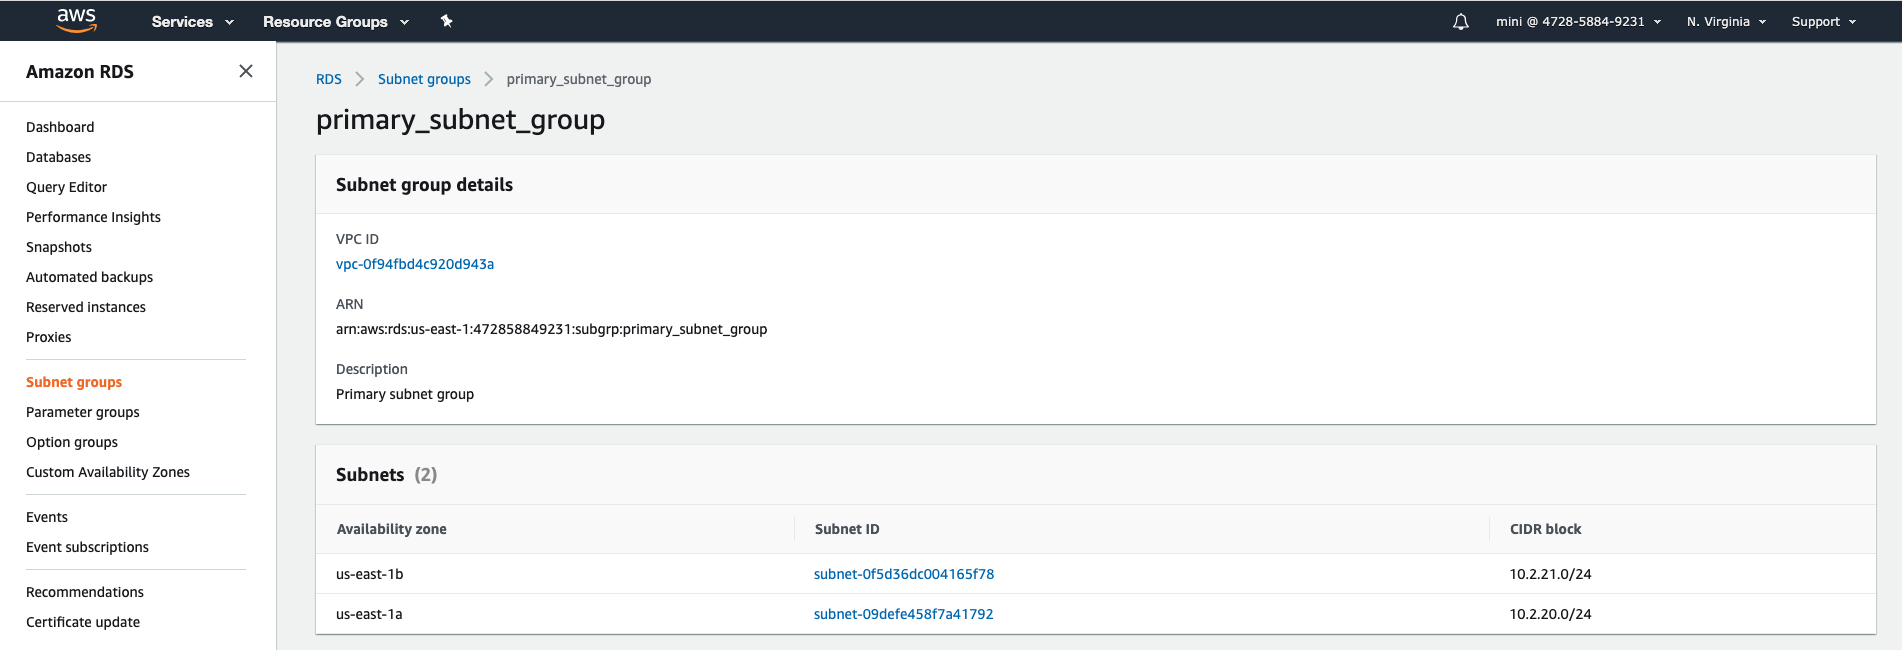 aws Services Resource Groups mini @ 4728-5884-9231 N. Virginia Support
Amazon RDS
Dashboard
Databases
Query Editor
Performance Insights
Snapshots
Automated backups
Reserved instances
Proxies
Subnet groups
Parameter groups
Option groups
Custom Availability Zones
Events
Event subscriptions
Recommendations
Certificate update
RDS Subnet groups primary_subnet_group
primary_subnet_group
Subnet group details
VPC ID
vpc-0f94fbd4c920d943a
ARN
arn:aws:rds:us-east-1:472858849231:subgrp:primary_subnet_group
Description
Primary subnet group
Subnets (2)
Availability zone Subnet ID CIDR block
us-east-1b subnet-0f5d36dc004165f78 10.2.21.0/24
us-east-1a subnet-09defe458f7a41792 10.2.20.0/24